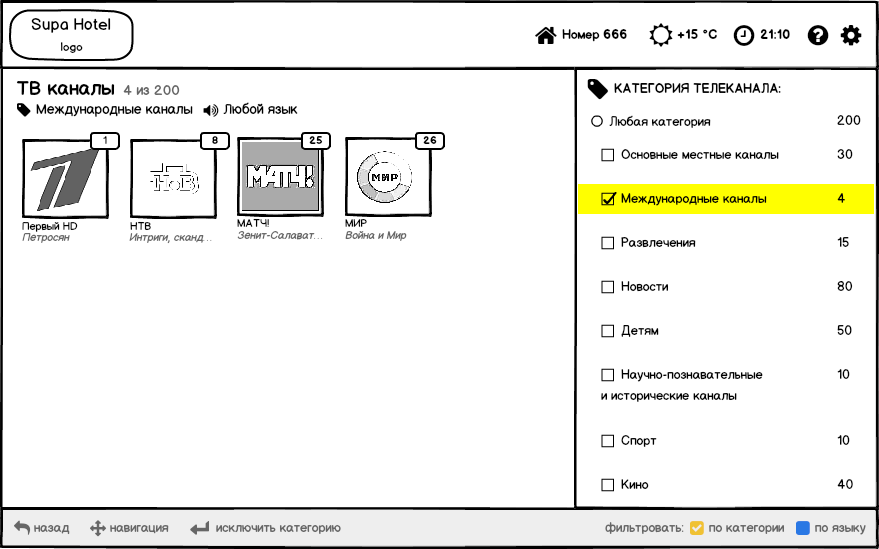 Supa Hotel
logo
Номер 666
+15 °C
21:10
?
ТВ каналы 4 из 200
Международные каналы Любой язык
1
8
25
26
НТВ
МАТЧ!
МИР
Первый HD
Петросян
НТВ
Интриги, сканд...
МАТЧ!
Зенит-Салават...
МИР
Война и Мир
КАТЕГОРИЯ ТЕЛЕКАНАЛА:
Любая категория 200
Основные местные каналы 30
Международные каналы 4
Развлечения 15
Новости 80
Детям 50
Научно-познавательные 10
и исторические каналы
Спорт 10
Кино 40
назад навигация исключить категорию фильтровать: по категории по языку